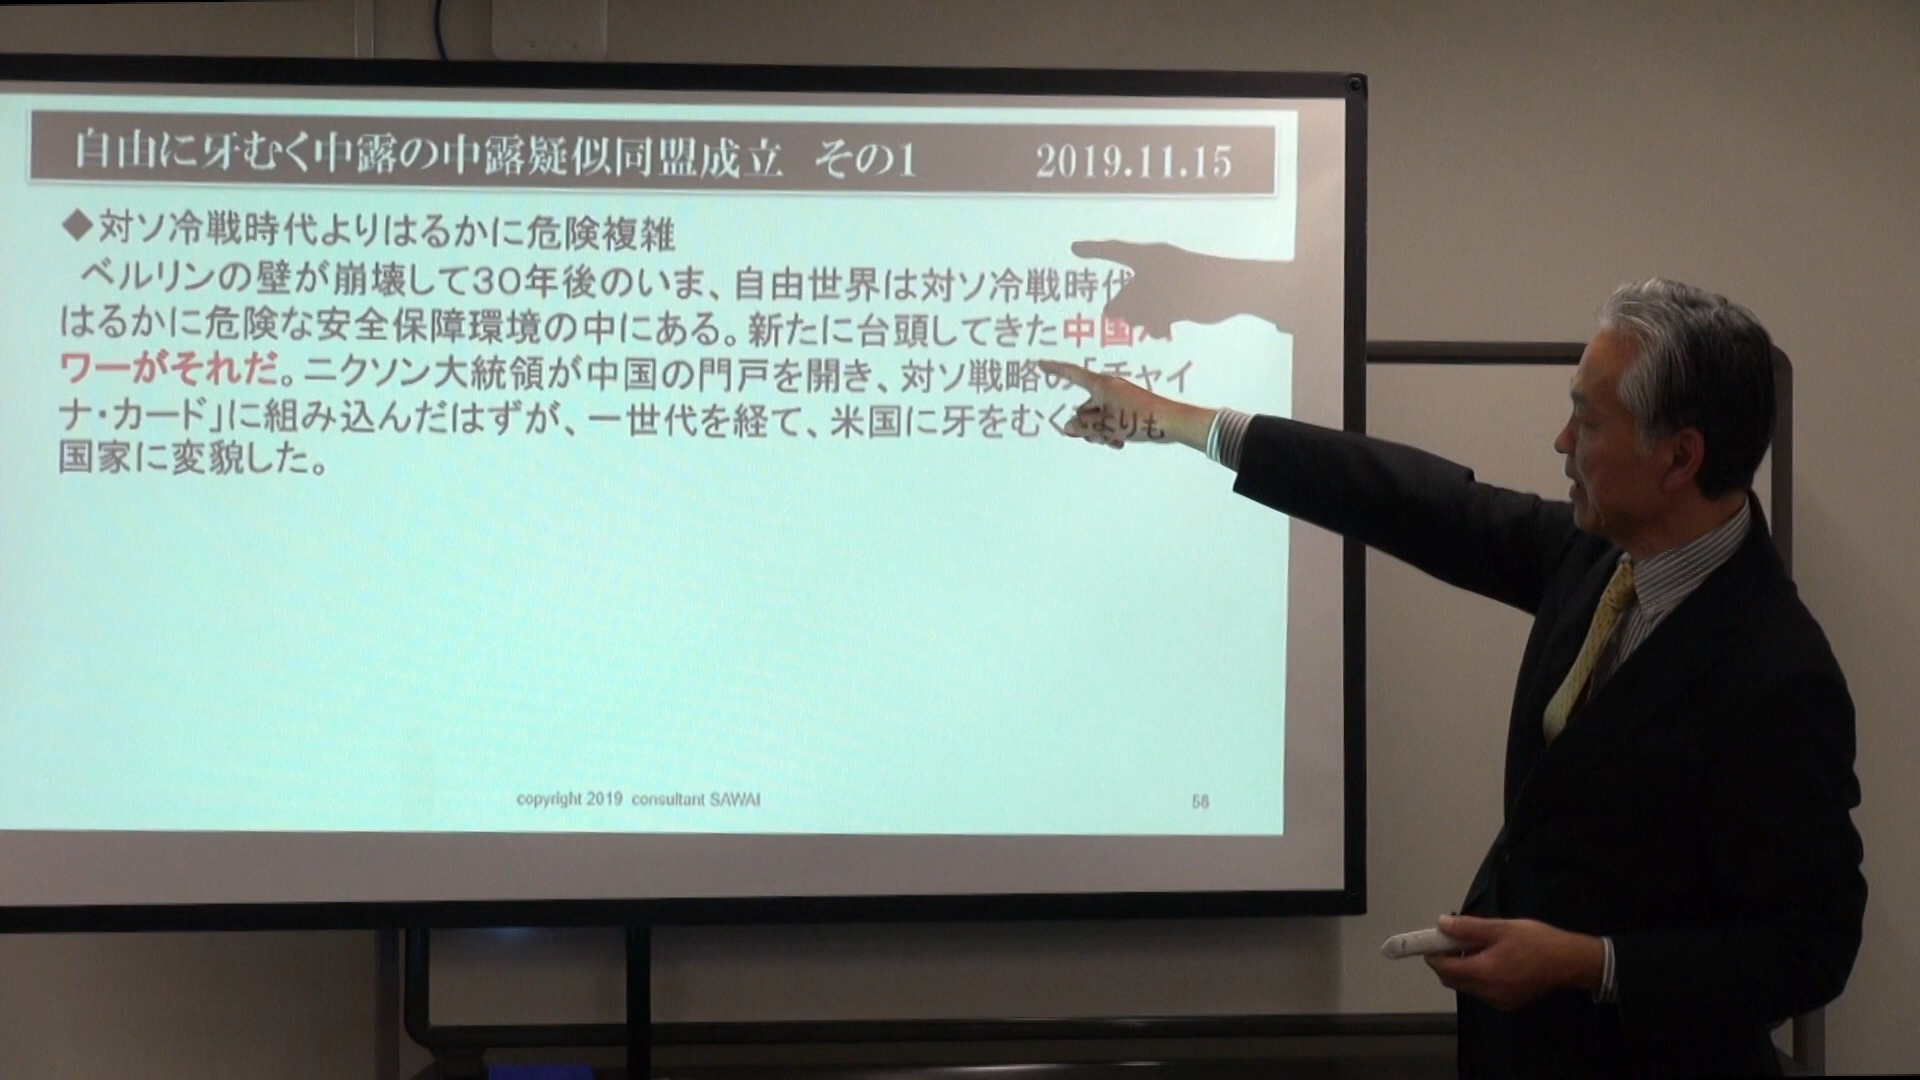 自由に牙むく中露の中露疑似同盟成立 その1 2019.11.15
◆対ソ冷戦時代よりはるかに危険複雑
ベルリンの壁が崩壊して30年後のいま、自由世界は対ソ冷戦時代
はるかに危険な安全保障環境の中にある。新たに台頭してきた中国パ
ワーがそれだ。ニクソン大統領が中国の門戸を開き、対ソ戦略の「チャイ
ナ・カード」に組み込んだはずが、一世代を経て、米国に牙をむく よりも
国家に変貌した。
copyright 2019 consultant SAWAI
58